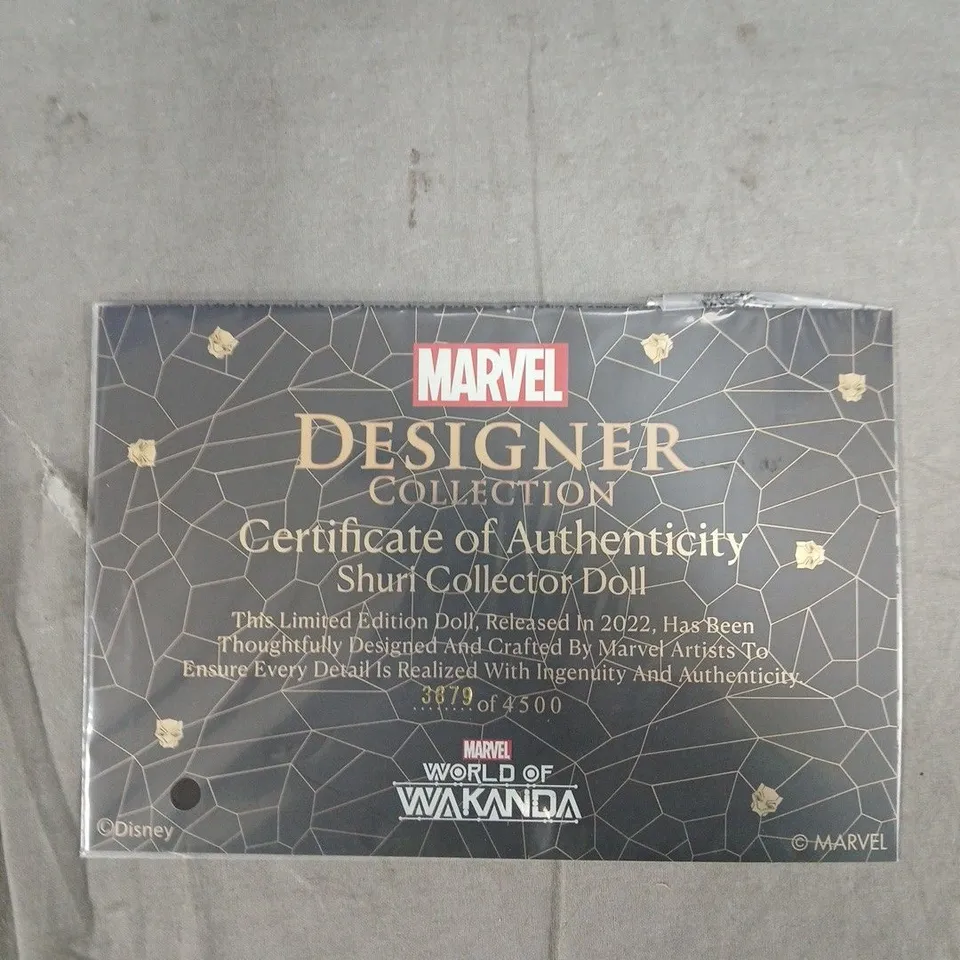 MARVEL
DESIGNER
COLLECTION
Certificate of Authenticity
Shuri Collector Doll
This Limited Edition Doll, Released In 2022, Has Been
Thoughtfully Designed And Crafted By Marvel Artists To
Ensure Every Detail Is Realized With Ingenuity And Authenticity.
of 4500
MARVEL
WORLD OF
WAKANDA
©Disney
© MARVEL